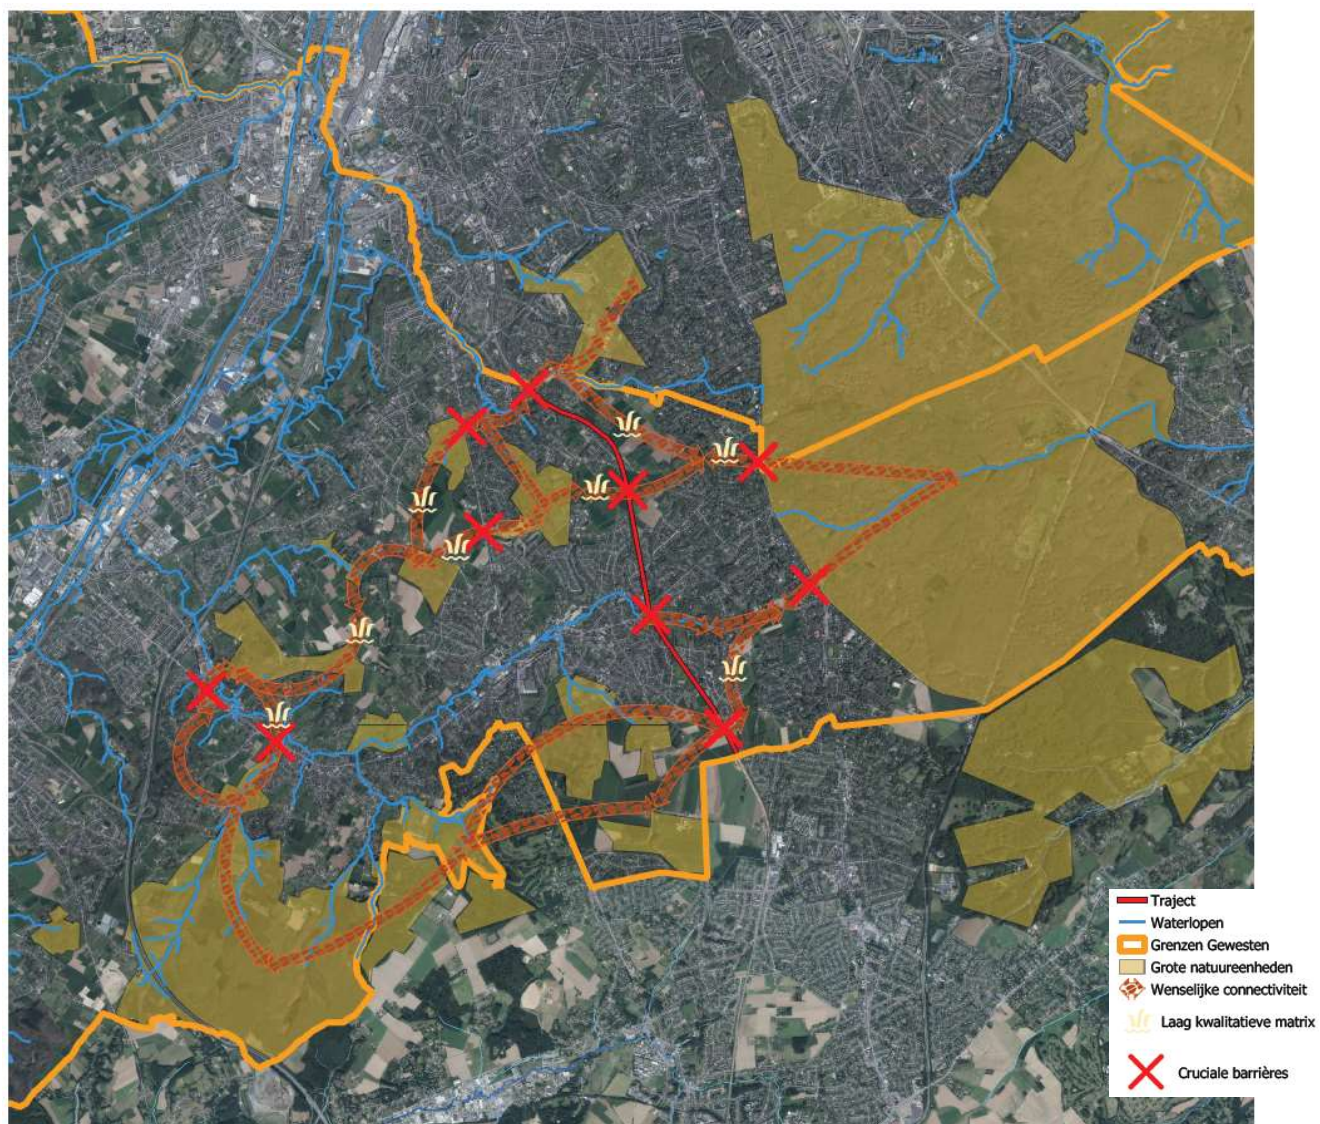 Traject
Waterlopen
Grenzen Gewesten
Grote natuureenheden
Wenselijke connectiviteit
Laag kwalitatieve matrix
Cruciale barrières